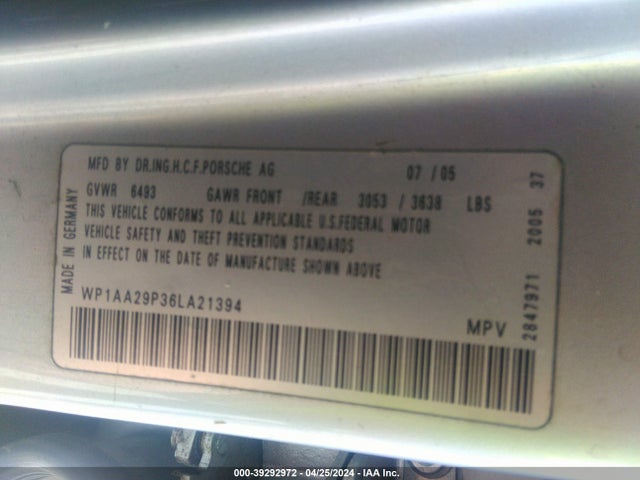 MFD BY DR.ING.H.C.F.PORSCHE AG 07 / 05
GVWR 6493 GAWR FRONT /REAR 3053 / 3638 LBS
THIS VEHICLE CONFORMS TO ALL APPLICABLE U.S.FEDERAL MOTOR
VEHICLE SAFETY AND THEFT PREVENTION STANDARDS
IN EFFECT ON THE DATE OF MANUFACTURE SHOWN ABOVE
WP1AA29P36LA21394
MPV
MADE IN GERMANY
2847971 2005 37
000-39292972 - 04/25/2024 - IAA Inc.